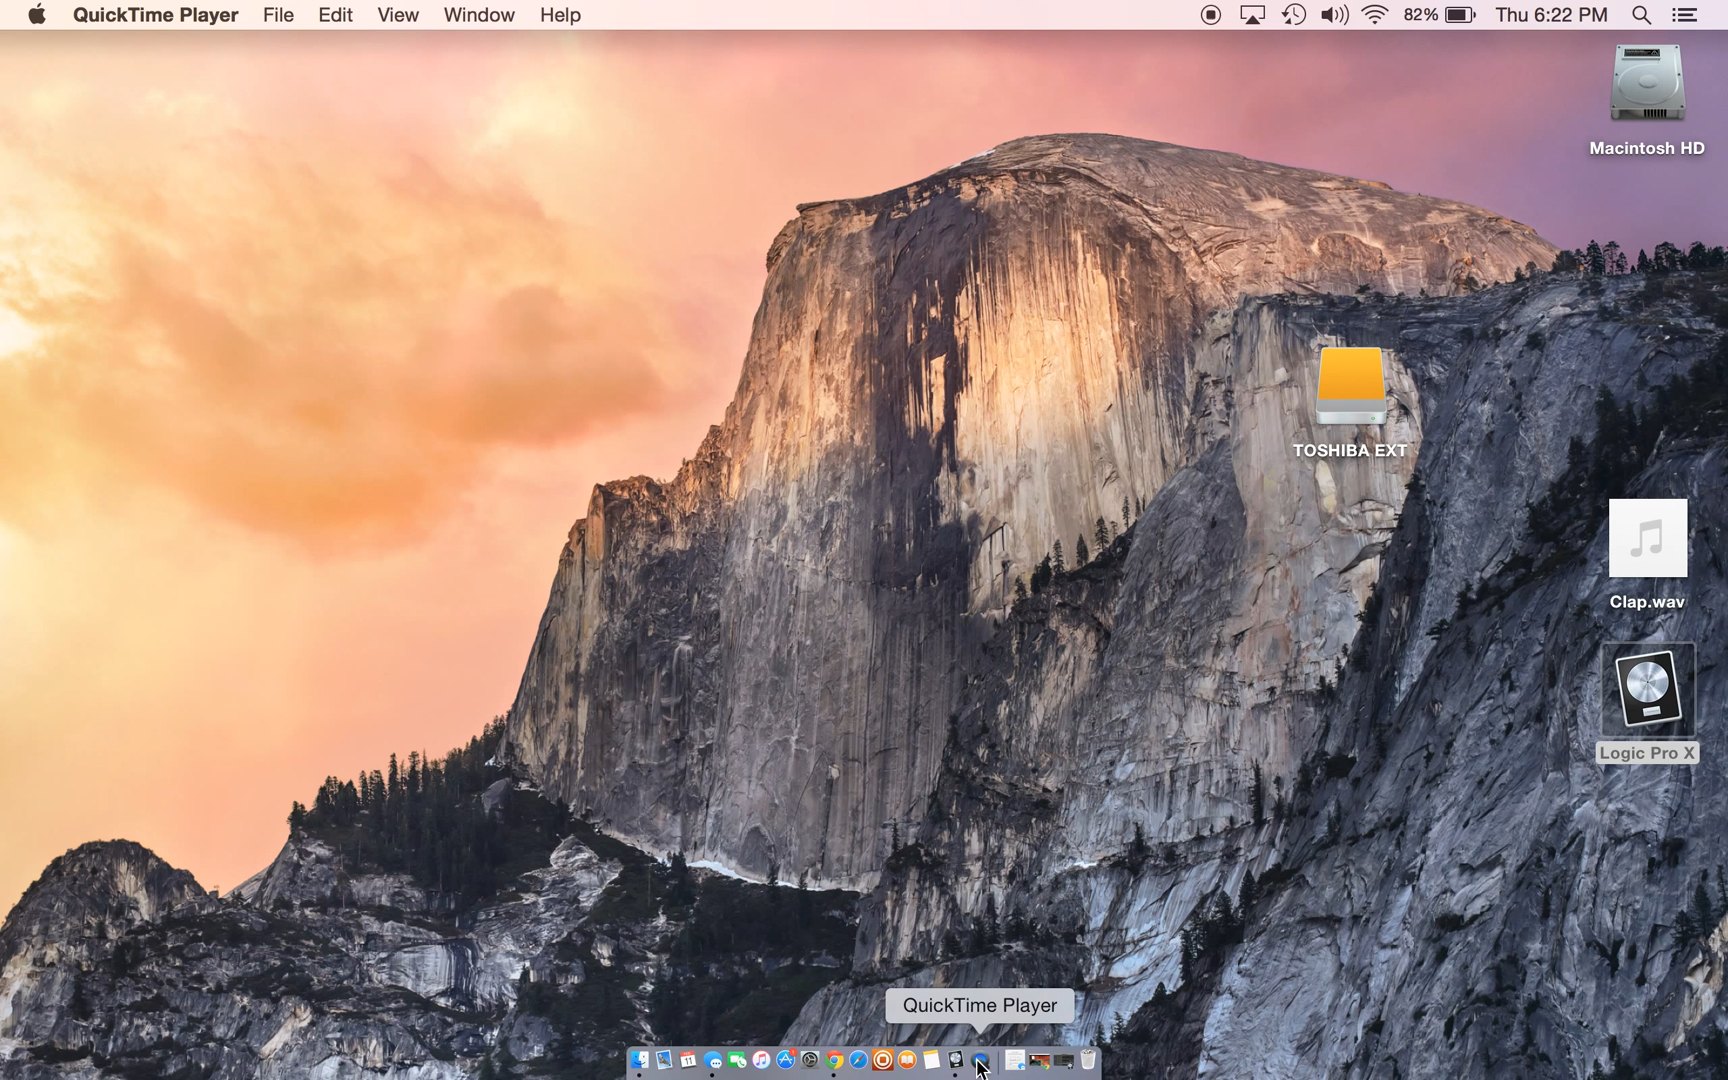 QuickTime Player File Edit View Window Help 82% Thu 6:22 PM
Macintosh HD
TOSHIBA EXT
Clap.wav
Logic Pro X
QuickTime Player
11